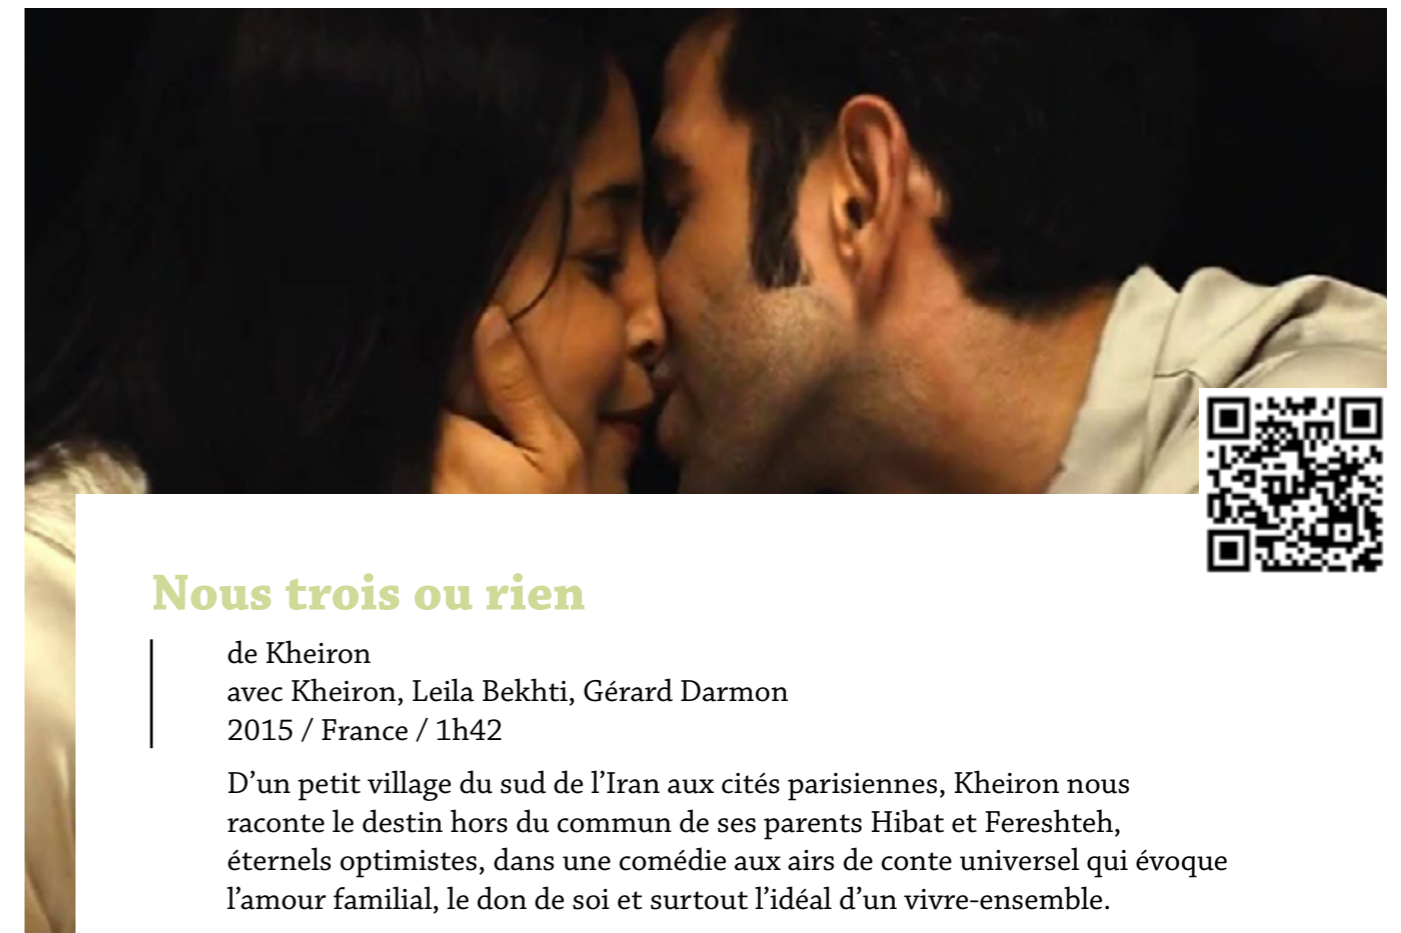 Nous trois ou rien
de Kheiron
avec Kheiron, Leila Bekhti, Gérard Darmon
2015 / France / 1h42
D’un petit village du sud de l’Iran aux cités parisiennes, Kheiron nous
raconte le destin hors du commun de ses parents Hibat et Fereshteh,
éternels optimistes, dans une comédie aux airs de conte universel qui évoque
l’amour familial, le don de soi et surtout l’idéal d’un vivre-ensemble.